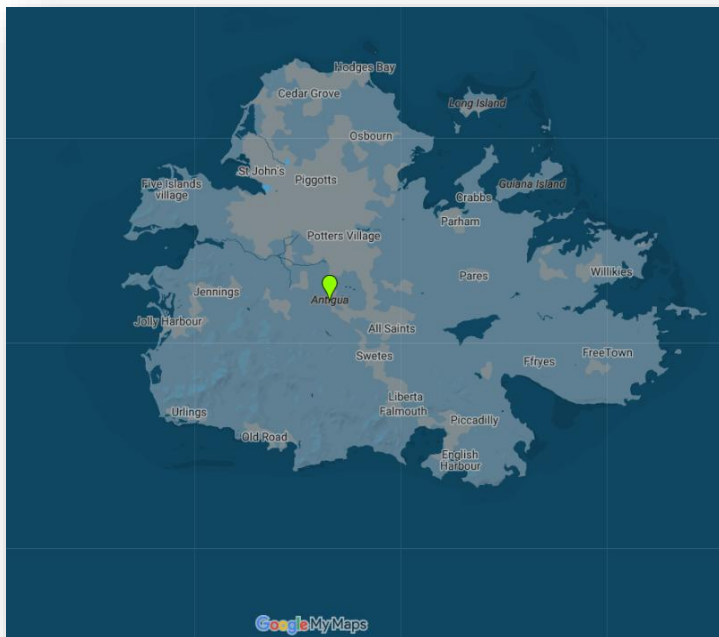 Hodges Bay
Cedar Grove
Long Island
Osbourn
St John's
Piggotts
Five Islands
village
Guiana Island
Crabbs
Parham
Potters Village
Willikies
Pares
Jennings
Antigua
Jolly Harbour
All Saints
Swetes
FreeTown
Ffryes
Liberta
Urlings
Falmouth
Piccadilly
Old Road
English
Harbour
Google My Maps